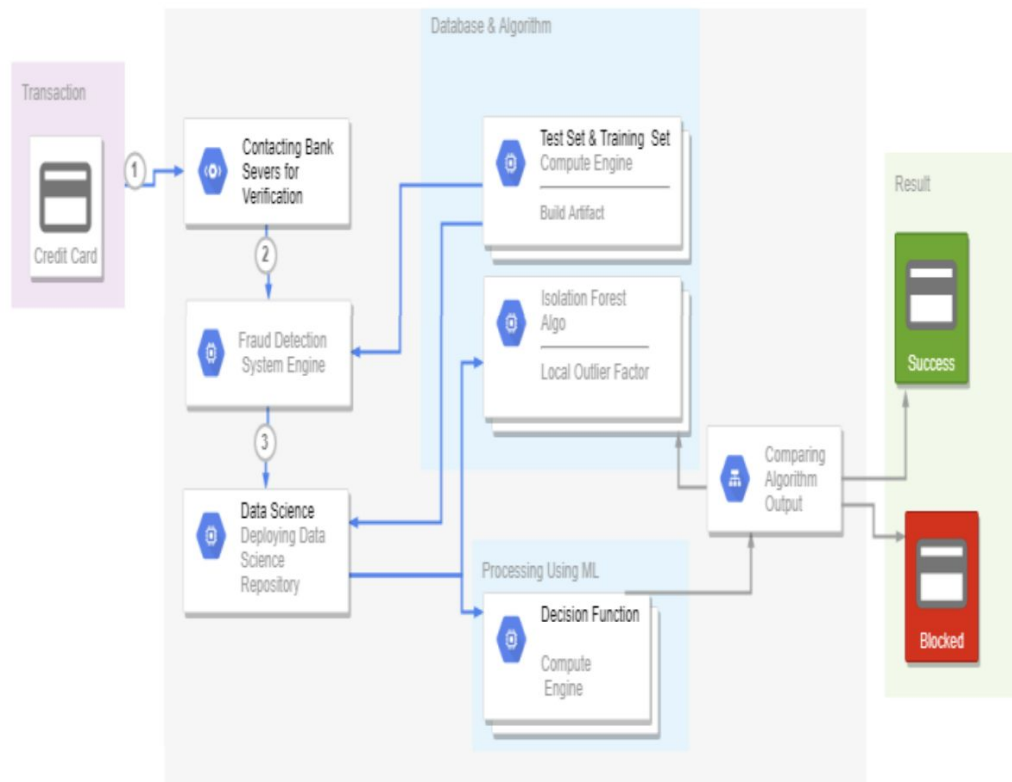 Database & Algorithm
Transaction
Credit Card
1
Contacting Bank
Severs for
Verification
2
Fraud Detection
System Engine
3
Data Science
Deploying Data
Science
Repository
Test Set & Training Set
Compute Engine
Build Artifact
Isolation Forest
Algo
Local Outlier Factor
Processing Using ML
Decision Function
Compute
Engine
Comparing
Algorithm
Output
Result
Success
Blocked